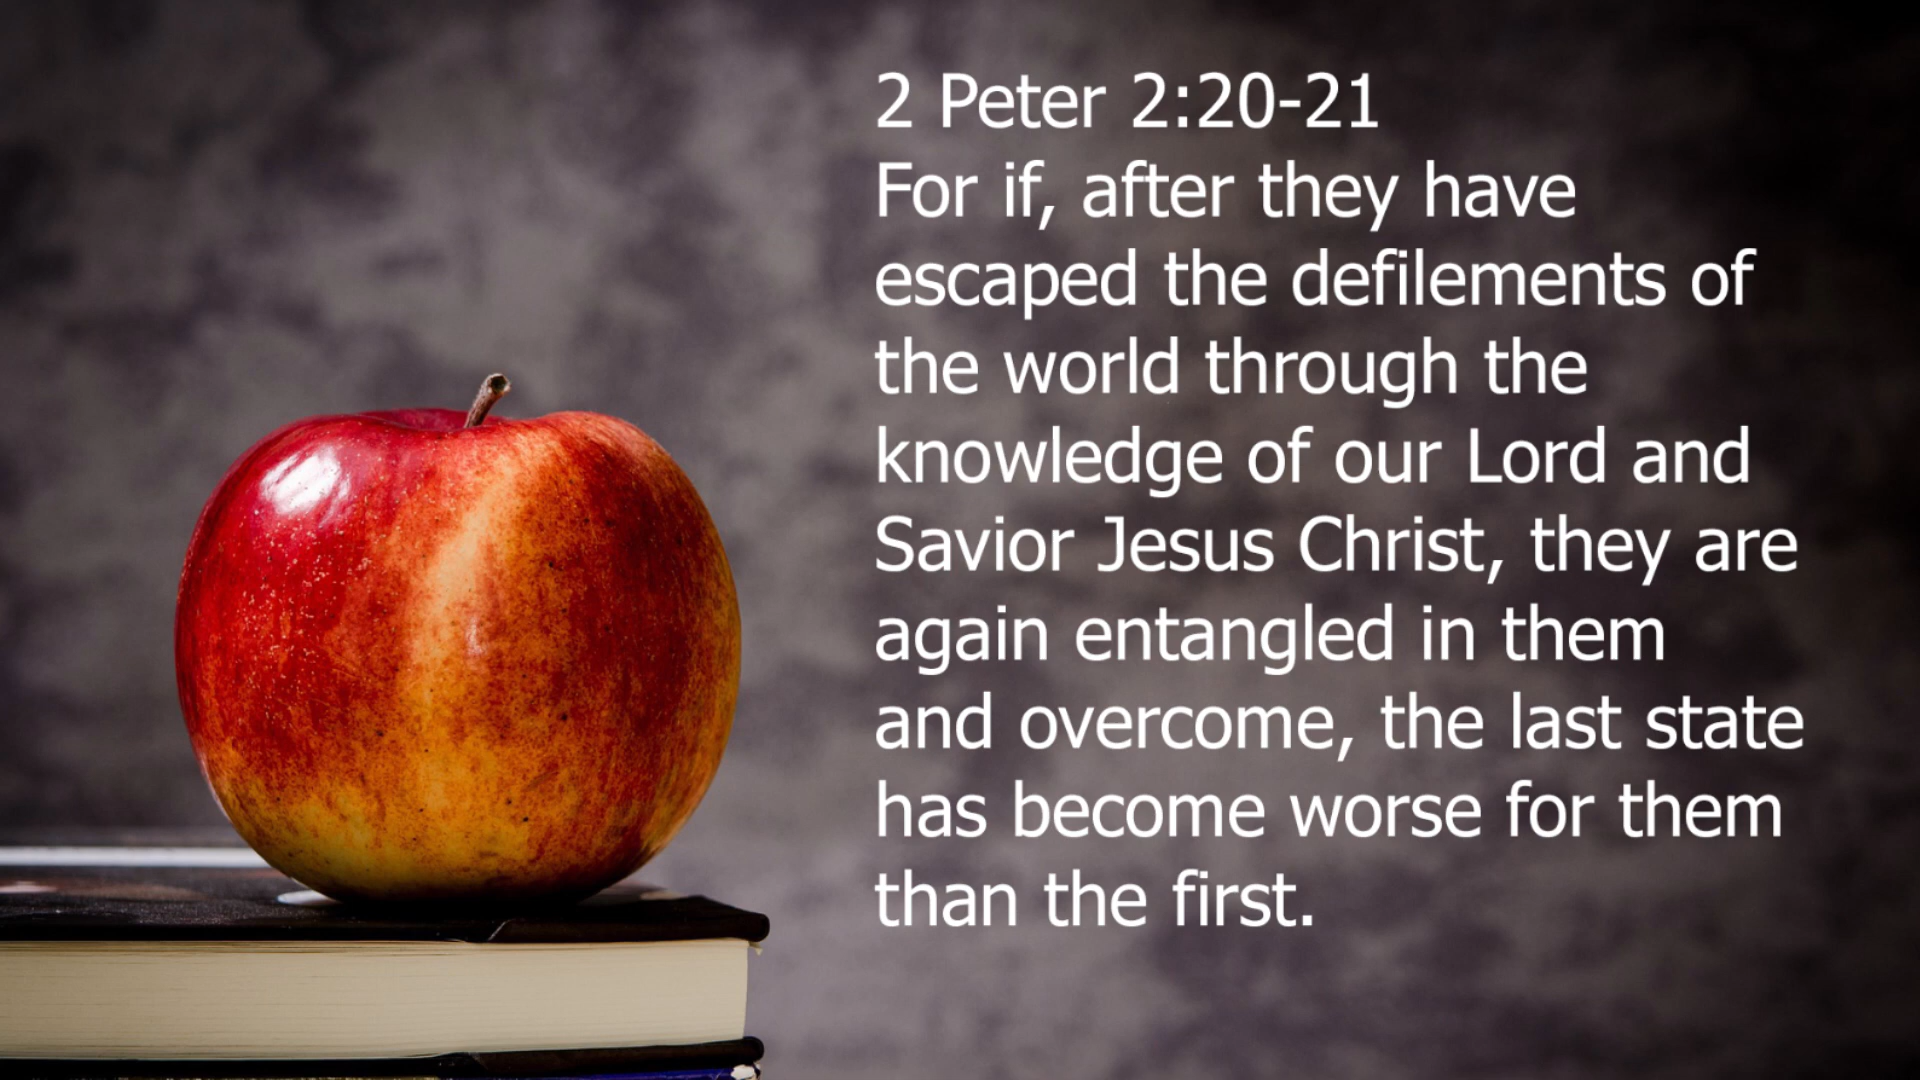 2 Peter 2:20-21
For if, after they have
escaped the defilements of
the world through the
knowledge of our Lord and
Savior Jesus Christ, they are
again entangled in them
and overcome, the last state
has become worse for them
than the first.